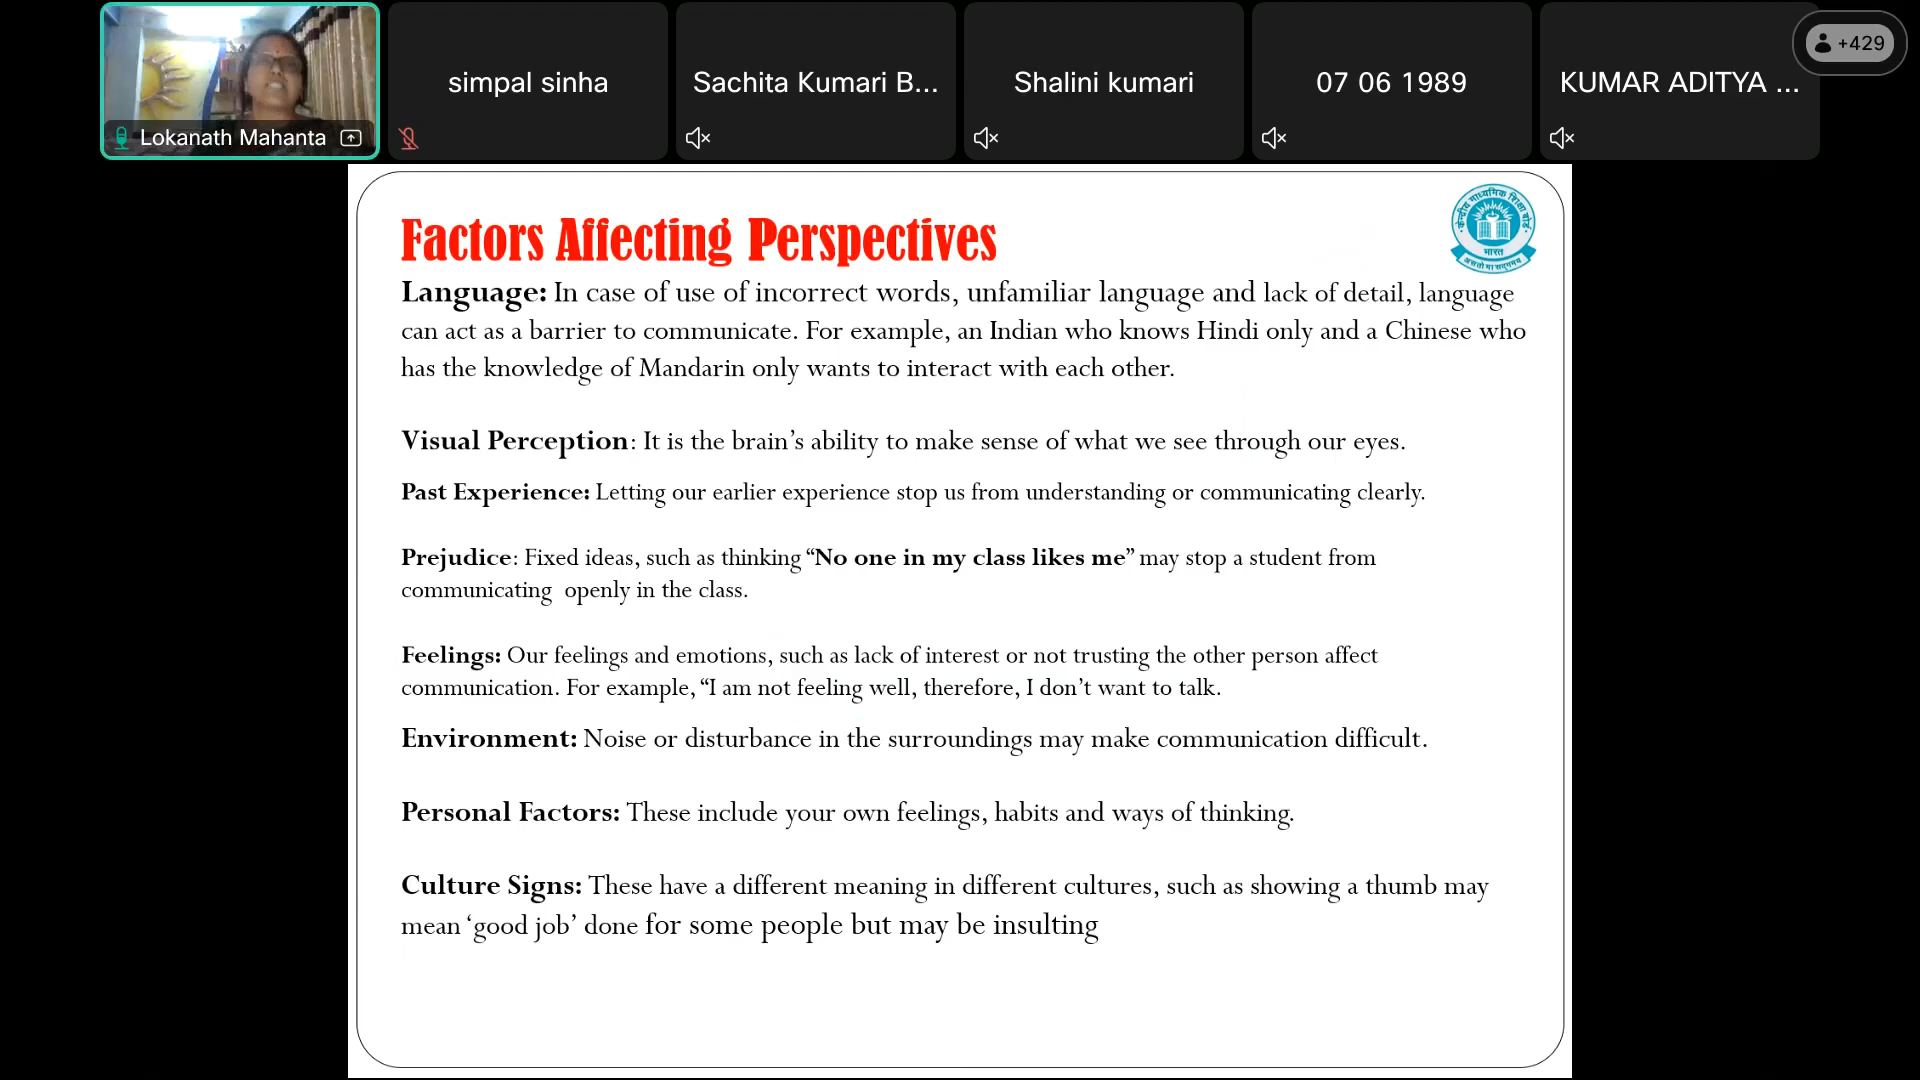 simpal sinha
Sachita Kumari B...
Shalini kumari
07 06 1989
KUMAR ADITYA ...
+429
Lokanath Mahanta
केन्द्रीय माध्यमिक शिक्षा बोर्ड
भारत
असतो मा सद्गमय
Factors Affecting Perspectives
Language: In case of use of incorrect words, unfamiliar language and lack of detail, language
can act as a barrier to communicate. For example, an Indian who knows Hindi only and a Chinese who
has the knowledge of Mandarin only wants to interact with each other.
Visual Perception: It is the brain’s ability to make sense of what we see through our eyes.
Past Experience: Letting our earlier experience stop us from understanding or communicating clearly.
Prejudice: Fixed ideas, such as thinking “No one in my class likes me” may stop a student from
communicating  openly in the class.
Feelings: Our feelings and emotions, such as lack of interest or not trusting the other person affect
communication. For example, “I am not feeling well, therefore, I don’t want to talk.
Environment: Noise or disturbance in the surroundings may make communication difficult.
Personal Factors: These include your own feelings, habits and ways of thinking.
Culture Signs: These have a different meaning in different cultures, such as showing a thumb may
mean ‘good job’ done for some people but may be insulting